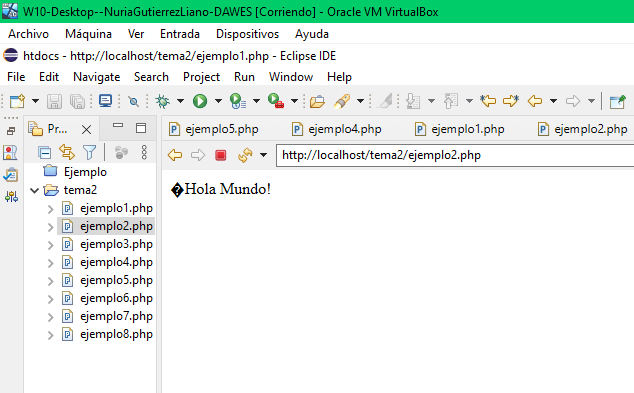 W10-Desktop--NuriaGutierrezLiano-DAWES [Corriendo] - Oracle VM VirtualBox
Archivo Máquina Ver Entrada Dispositivos Ayuda
htdocs - http://localhost/tema2/ejemplo1.php - Eclipse IDE
File Edit Navigate Search Project Run Window Help
P... ejemplo5.php ejemplo4.php ejemplo1.php ejemplo2.php
http://localhost/tema2/ejemplo2.php
Ejemplo
tema2
ejemplo1.php
ejemplo2.php
ejemplo3.php
ejemplo4.php
ejemplo5.php
ejemplo6.php
ejemplo7.php
ejemplo8.php
�Hola Mundo!